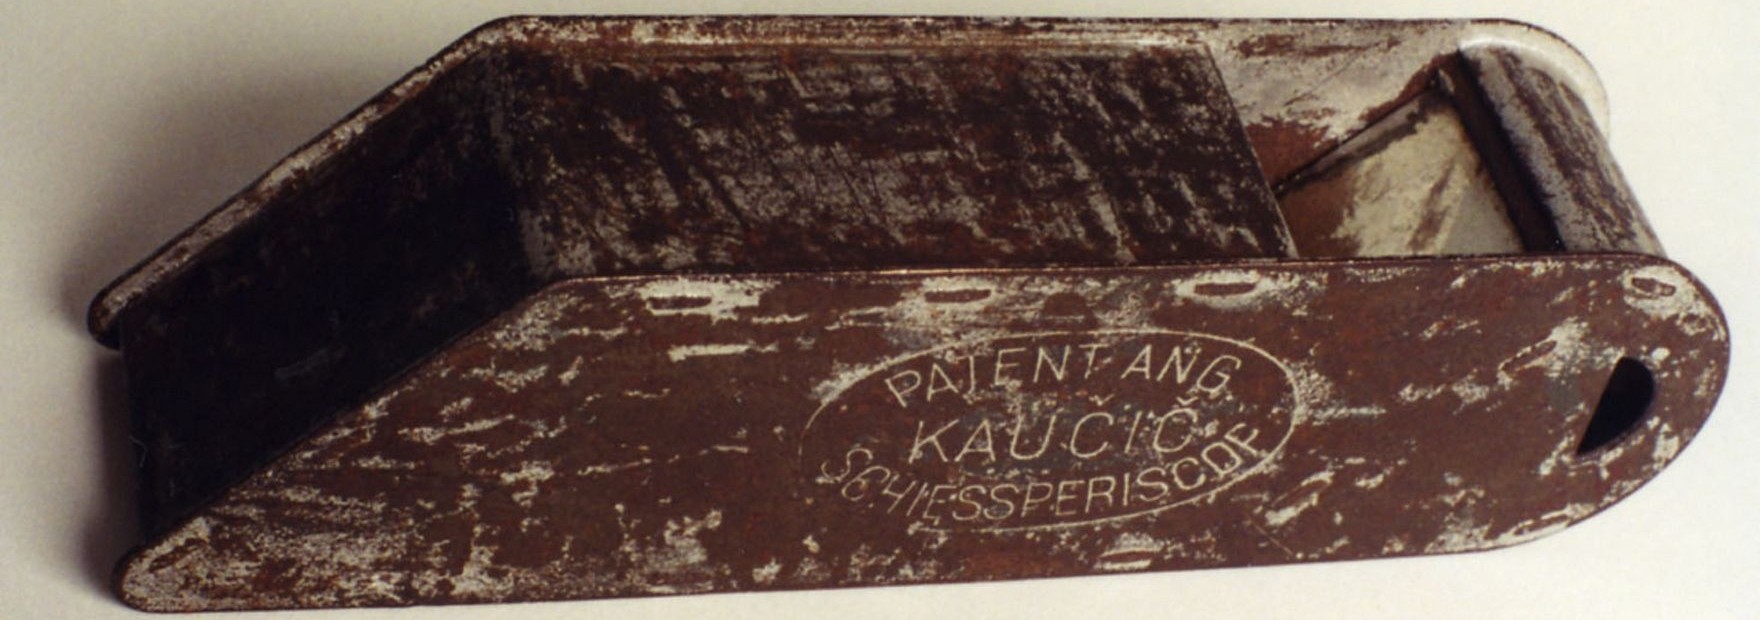 PATENT ANG
KAUČIČ
SCHIESSPERISCOP